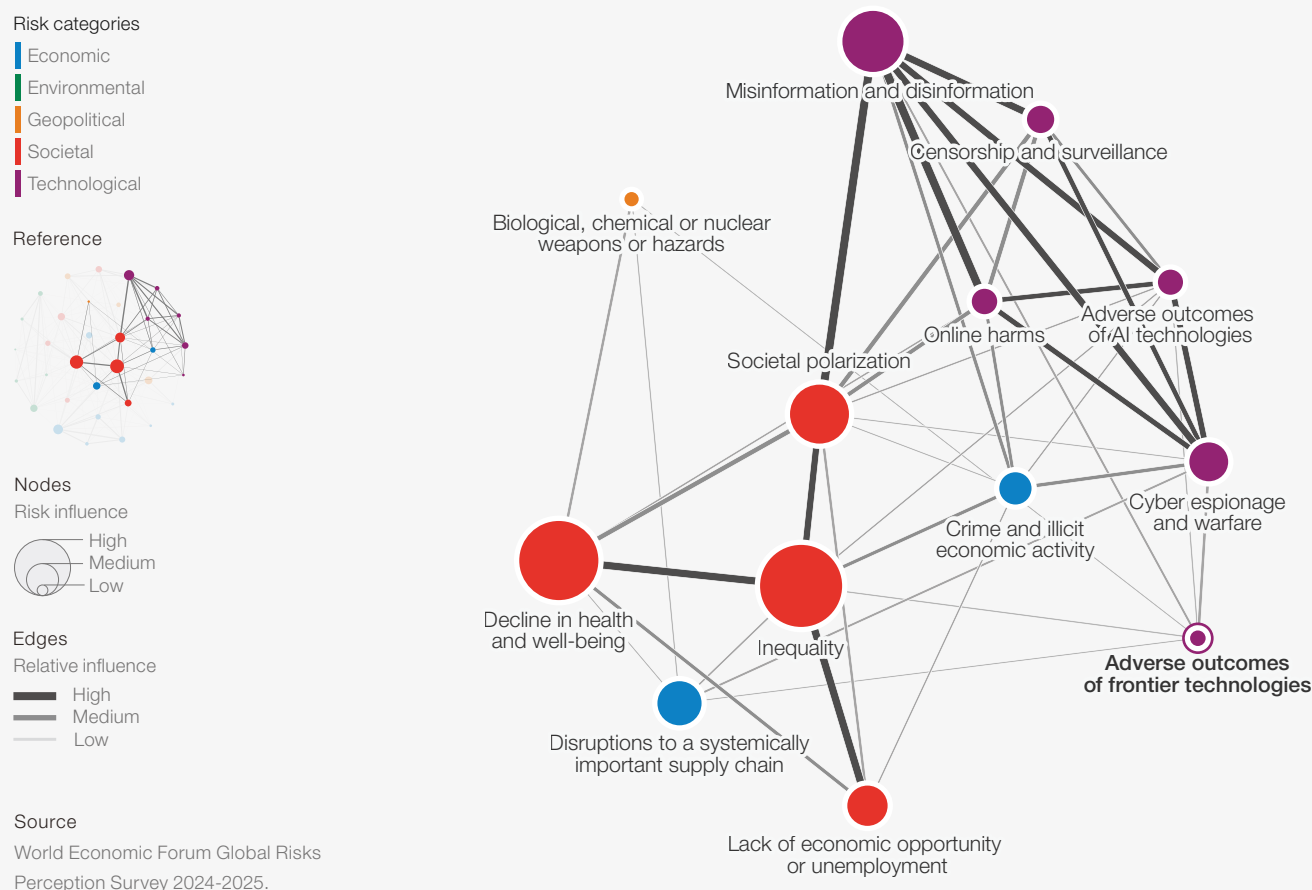 Risk categories
Economic
Environmental
Geopolitical
Societal
Technological
Reference
Nodes
Risk influence
High
Medium
Low
Edges
Relative influence
High
Medium
Low
Source
World Economic Forum Global Risks
Perception Survey 2024-2025.
Misinformation and disinformation
Censorship and surveillance
Biological, chemical or nuclear
weapons or hazards
Adverse outcomes
of AI technologies
Online harms
Societal polarization
Cyber espionage
and warfare
Crime and illicit
economic activity
Decline in health
and well-being
Inequality
Adverse outcomes
of frontier technologies
Disruptions to a systemically
important supply chain
Lack of economic opportunity
or unemployment